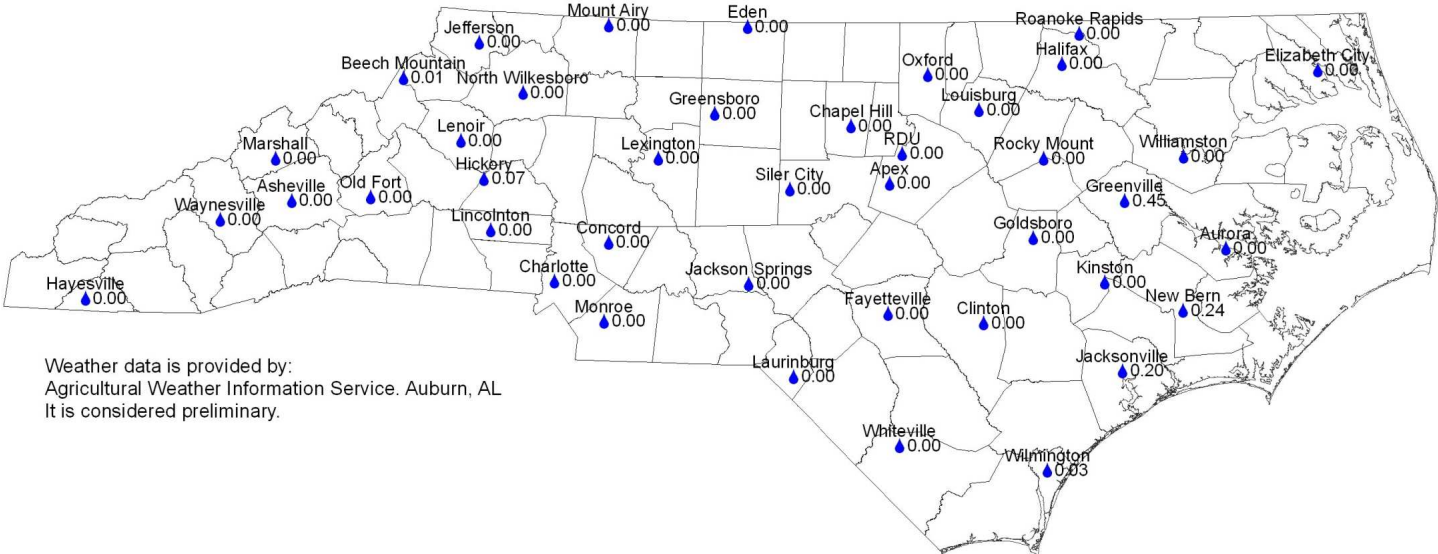 Mount Airy
0.00
Eden
0.00
Jefferson
0.00
Roanoke Rapids
0.00
Halifax
0.00
Elizabeth City
0.00
Beech Mountain
0.01
North Wilkesboro
0.00
Oxford
0.00
Louisburg
0.00
Greensboro
0.00
Chapel Hill
0.00
RDU
0.00
Lenoir
0.00
Marshall
0.00
Lexington
0.00
Rocky Mount
0.00
Williamston
0.00
Hickory
0.07
Siler City
0.00
Apex
0.00
Asheville
0.00
Old Fort
0.00
Greenville
0.45
Waynesville
0.00
Lincolnton
0.00
Concord
0.00
Goldsboro
0.00
Aurora
0.00
Charlotte
0.00
Jackson Springs
0.00
Kinston
0.00
Hayesville
0.00
New Bern
0.24
Monroe
0.00
Fayetteville
0.00
Clinton
0.00
Jacksonville
0.20
Laurinburg
0.00
Weather data is provided by:
Agricultural Weather Information Service. Auburn, AL
It is considered preliminary.
Whiteville
0.00
Wilmington
0.03